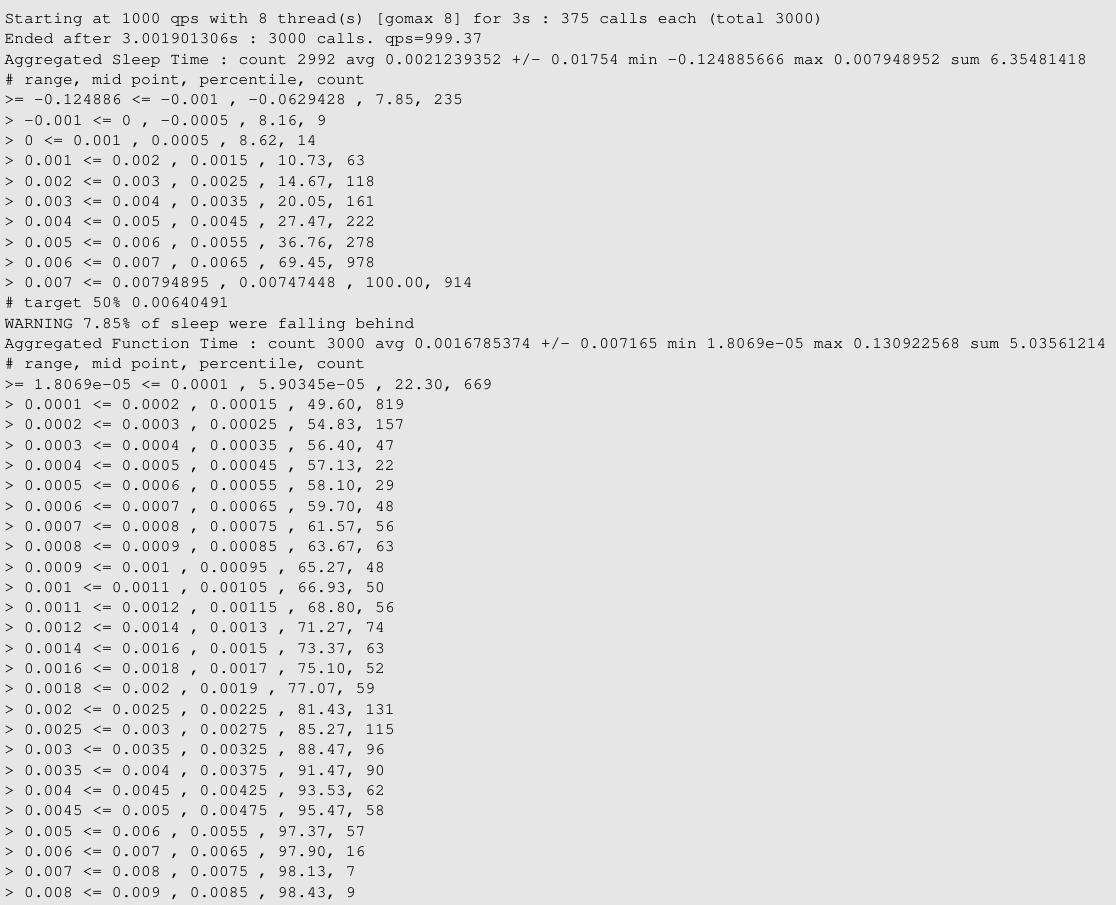 Starting at 1000 qps with 8 thread(s) [gomax 8] for 3s : 375 calls each (total 3000)
Ended after 3.001901306s : 3000 calls. qps=999.37
Aggregated Sleep Time : count 2992 avg 0.0021239352 +/- 0.01754 min -0.124885666 max 0.007948952 sum 6.35481418
# range, mid point, percentile, count
>= -0.124886 <= -0.001 , -0.0629428 , 7.85, 235
> -0.001 <= 0 , -0.0005 , 8.16, 9
> 0 <= 0.001 , 0.0005 , 8.62, 14
> 0.001 <= 0.002 , 0.0015 , 10.73, 63
> 0.002 <= 0.003 , 0.0025 , 14.67, 118
> 0.003 <= 0.004 , 0.0035 , 20.05, 161
> 0.004 <= 0.005 , 0.0045 , 27.47, 222
> 0.005 <= 0.006 , 0.0055 , 36.76, 278
> 0.006 <= 0.007 , 0.0065 , 69.45, 978
> 0.007 <= 0.00794895 , 0.00747448 , 100.00, 914
# target 50% 0.00640491
WARNING 7.85% of sleep were falling behind
Aggregated Function Time : count 3000 avg 0.0016785374 +/- 0.007165 min 1.8069e-05 max 0.130922568 sum 5.03561214
# range, mid point, percentile, count
>= 1.8069e-05 <= 0.0001 , 5.90345e-05 , 22.30, 669
> 0.0001 <= 0.0002 , 0.00015 , 49.60, 819
> 0.0002 <= 0.0003 , 0.00025 , 54.83, 157
> 0.0003 <= 0.0004 , 0.00035 , 56.40, 47
> 0.0004 <= 0.0005 , 0.00045 , 57.13, 22
> 0.0005 <= 0.0006 , 0.00055 , 58.10, 29
> 0.0006 <= 0.0007 , 0.00065 , 59.70, 48
> 0.0007 <= 0.0008 , 0.00075 , 61.57, 56
> 0.0008 <= 0.0009 , 0.00085 , 63.67, 63
> 0.0009 <= 0.001 , 0.00095 , 65.27, 48
> 0.001 <= 0.0011 , 0.00105 , 66.93, 50
> 0.0011 <= 0.0012 , 0.00115 , 68.80, 56
> 0.0012 <= 0.0014 , 0.0013 , 71.27, 74
> 0.0014 <= 0.0016 , 0.0015 , 73.37, 63
> 0.0016 <= 0.0018 , 0.0017 , 75.10, 52
> 0.0018 <= 0.002 , 0.0019 , 77.07, 59
> 0.002 <= 0.0025 , 0.00225 , 81.43, 131
> 0.0025 <= 0.003 , 0.00275 , 85.27, 115
> 0.003 <= 0.0035 , 0.00325 , 88.47, 96
> 0.0035 <= 0.004 , 0.00375 , 91.47, 90
> 0.004 <= 0.0045 , 0.00425 , 93.53, 62
> 0.0045 <= 0.005 , 0.00475 , 95.47, 58
> 0.005 <= 0.006 , 0.0055 , 97.37, 57
> 0.006 <= 0.007 , 0.0065 , 97.90, 16
> 0.007 <= 0.008 , 0.0075 , 98.13, 7
> 0.008 <= 0.009 , 0.0085 , 98.43, 9